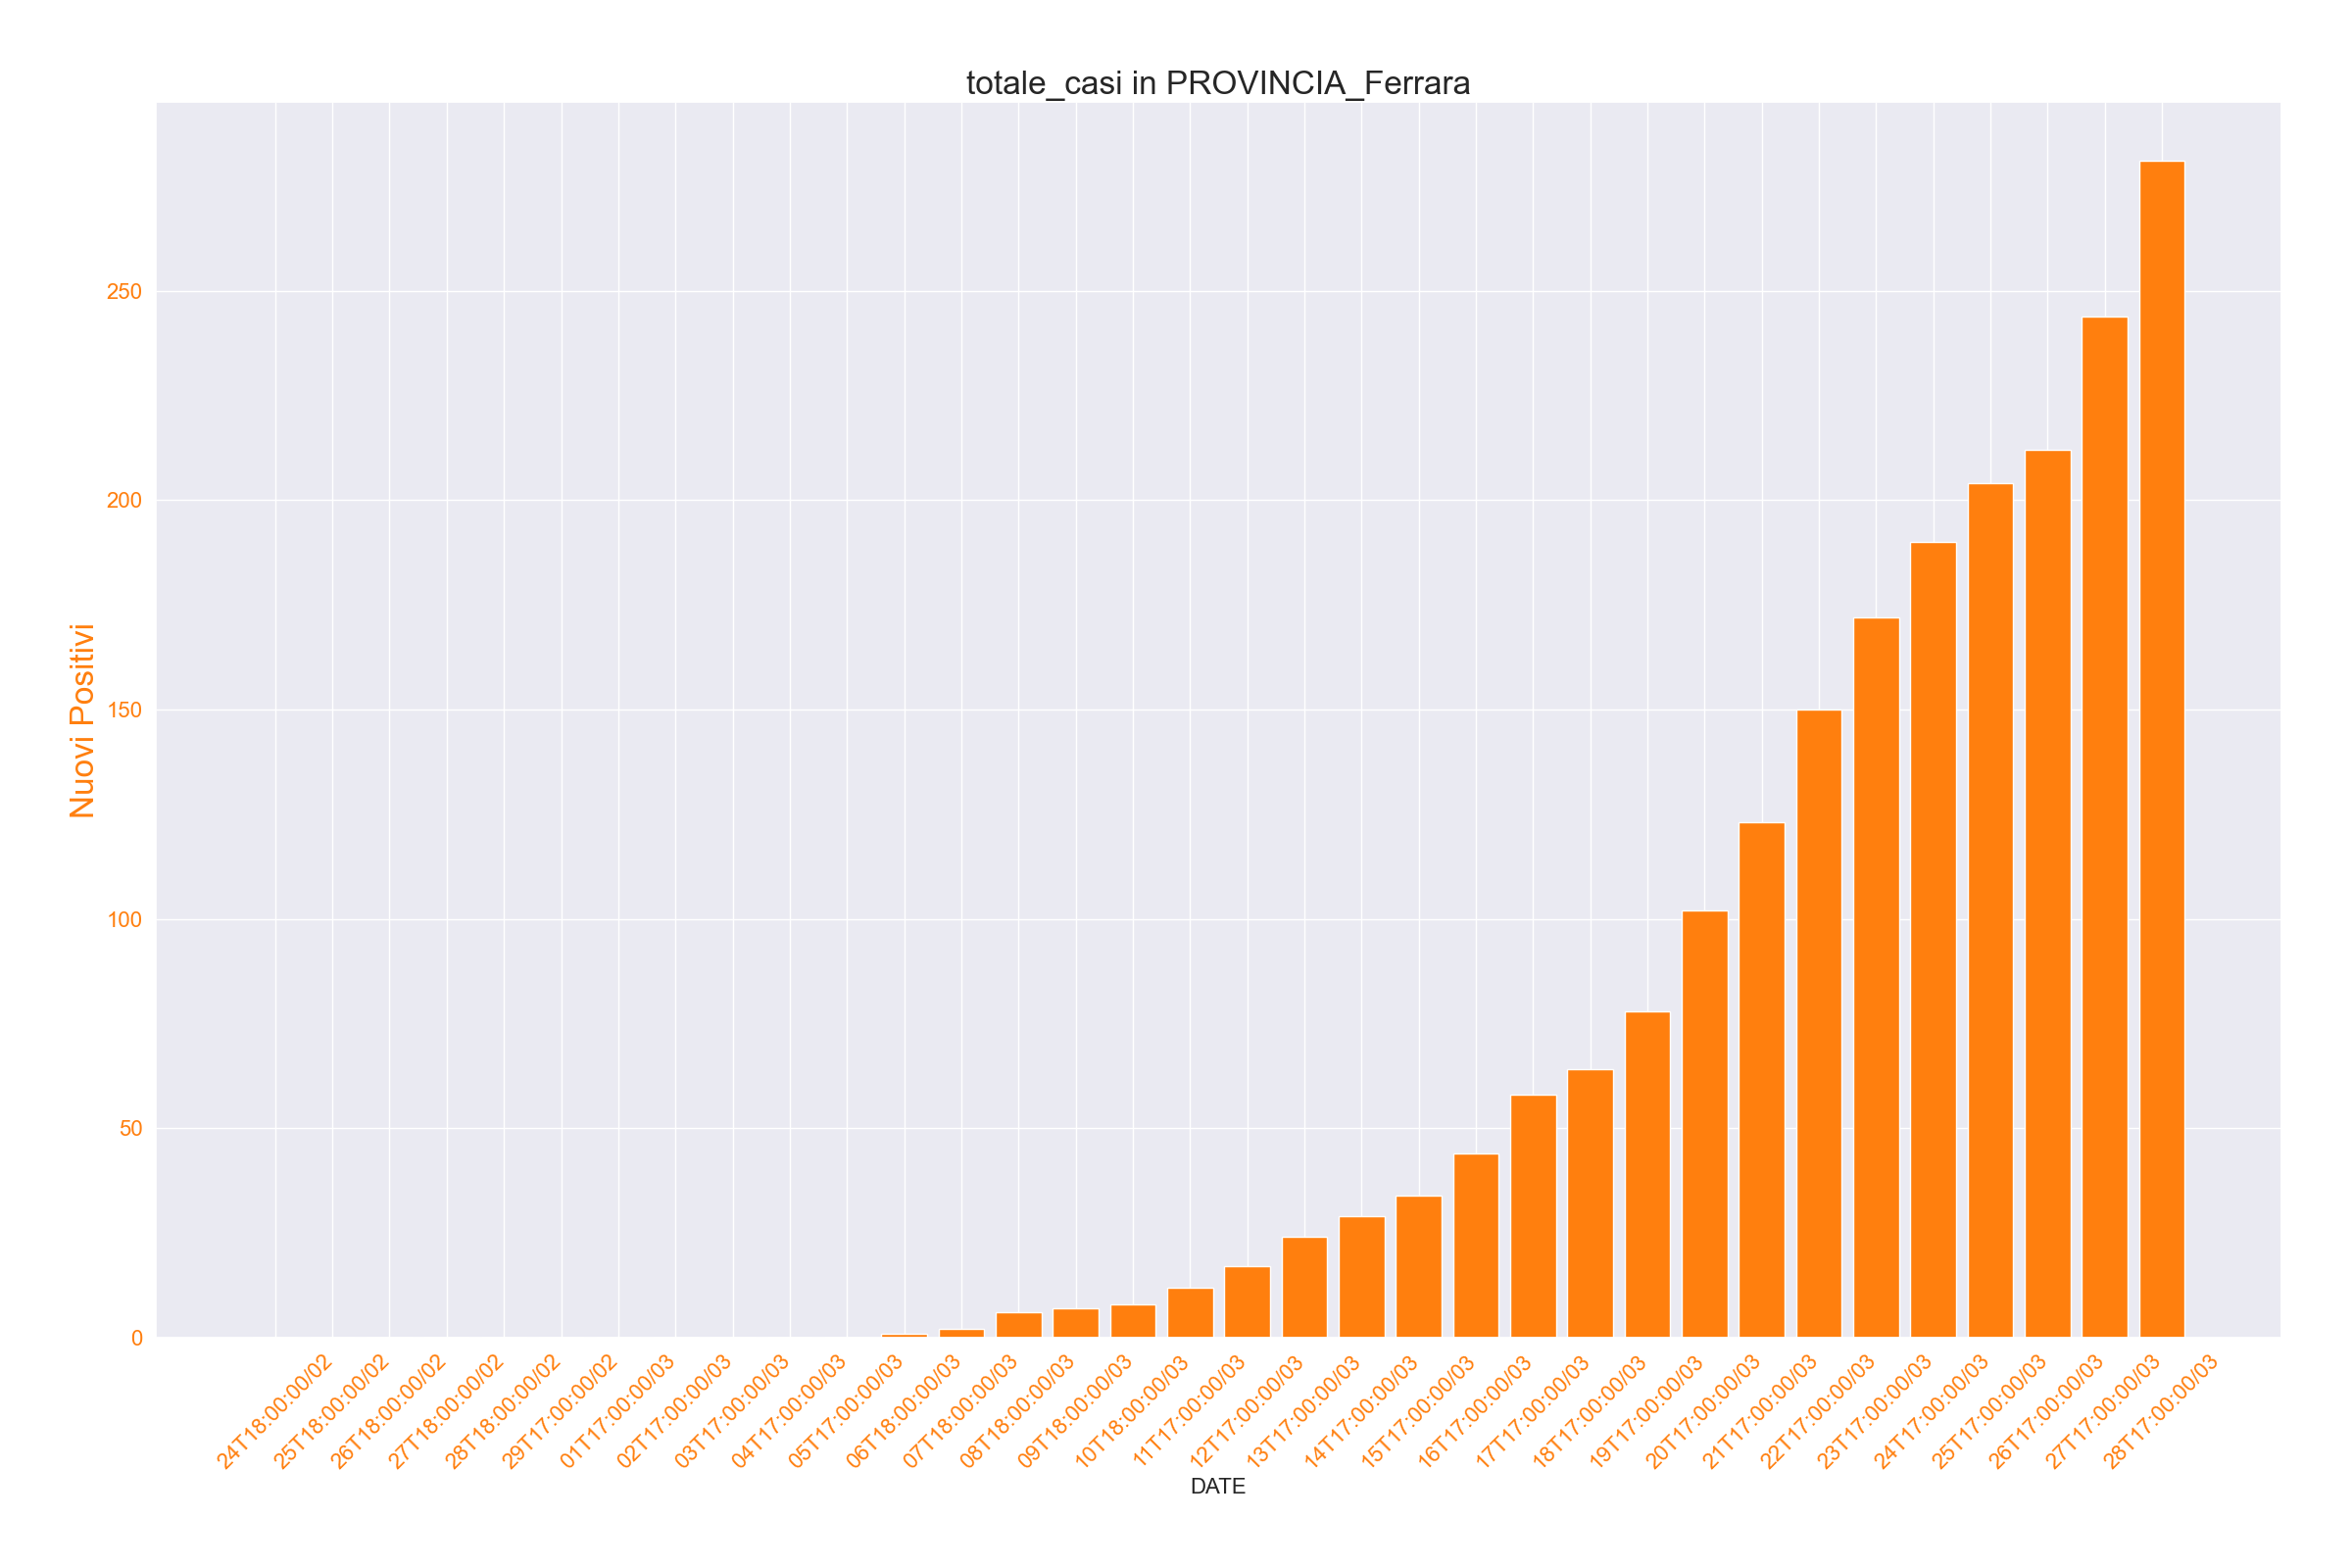 totale_casi in PROVINCIA_Ferrara
Nuovi Positivi
250
200
150
100
50
0
24T18:00:00/02
25T18:00:00/02
26T18:00:00/02
27T18:00:00/02
28T18:00:00/02
29T17:00:00/02
01T17:00:00/03
02T17:00:00/03
03T17:00:00/03
04T17:00:00/03
05T17:00:00/03
06T18:00:00/03
07T18:00:00/03
08T18:00:00/03
09T18:00:00/03
10T18:00:00/03
11T17:00:00/03
12T17:00:00/03
13T17:00:00/03
14T17:00:00/03
15T17:00:00/03
16T17:00:00/03
17T17:00:00/03
18T17:00:00/03
19T17:00:00/03
20T17:00:00/03
21T17:00:00/03
22T17:00:00/03
23T17:00:00/03
24T17:00:00/03
25T17:00:00/03
26T17:00:00/03
27T17:00:00/03
28T17:00:00/03
DATE